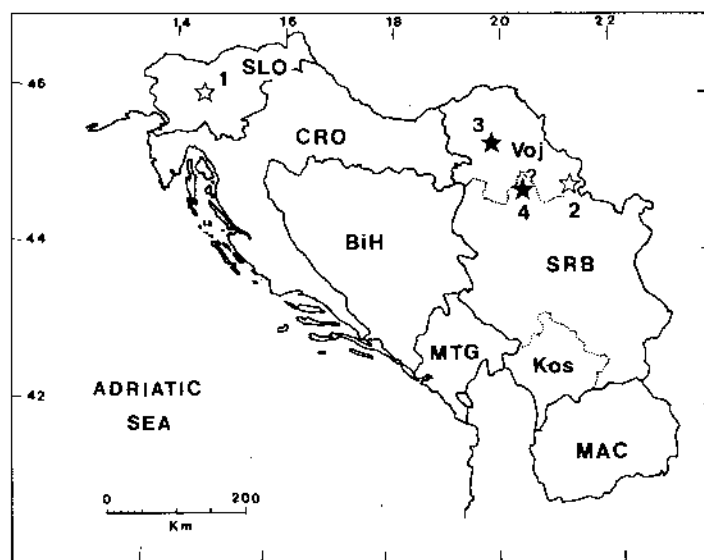 14 16 18 20 22
46
44
42
SLO
1
CRO
3
Voj
?
4
2
BiH
SRB
MTG
Kos
MAC
ADRIATIC
SEA
0 200
Km